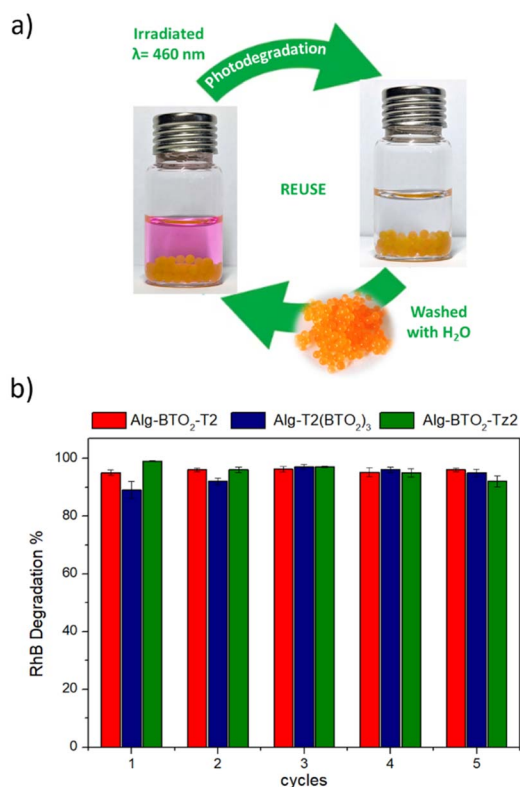 a)
Irradiated
λ= 460 nm
Photodegradation
REUSE
Washed
with H₂O
b)
Alg-BTO₂-T2 Alg-T2(BTO₂)₃ Alg-BTO₂-Tz2
RhB Degradation %
100
80
60
40
20
0
1 2 3 4 5
cycles